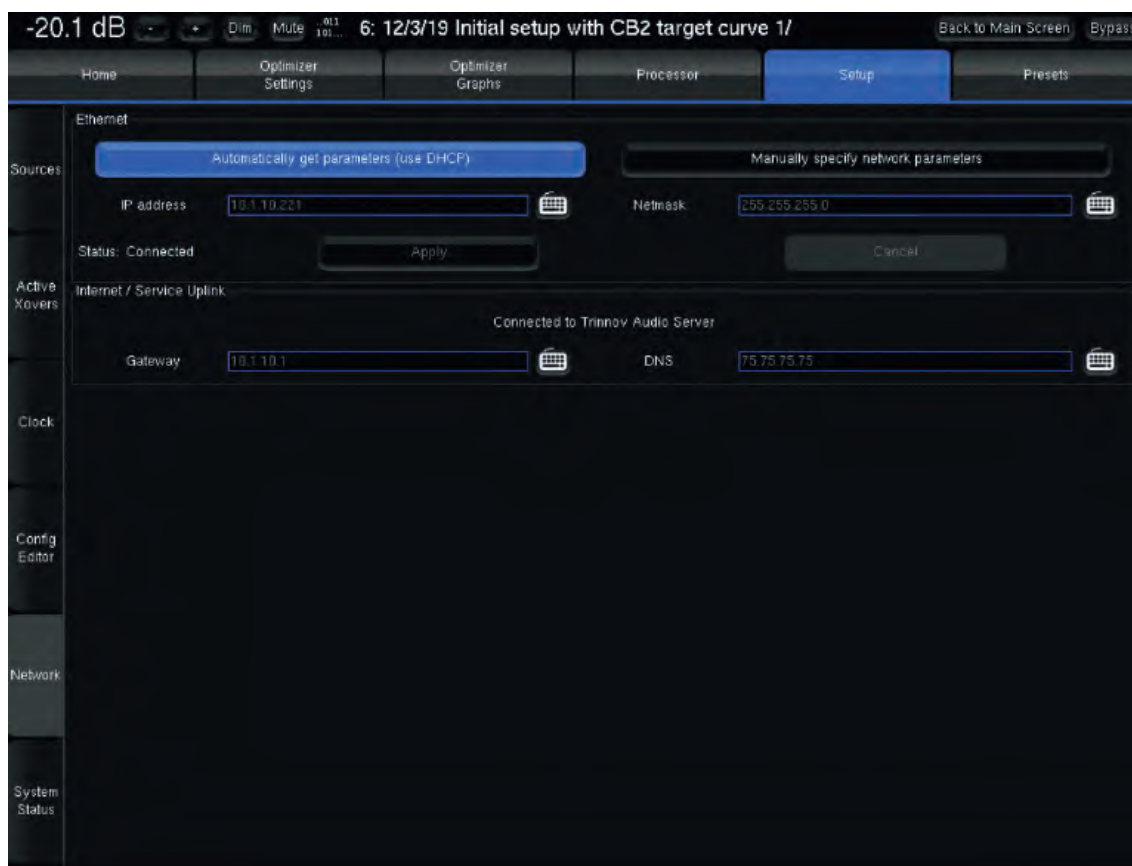 -20.1 dB - + Dim Mute 011 101... 6: 12/3/19 Initial setup with CB2 target curve 1/ Back to Main Screen Bypass
Home
Optimizer
Settings
Optimizer
Graphs
Processor
Setup
Presets
Sources
Active
Xovers
Clock
Config
Editor
Network
System
Status
Ethernet
Automatically get parameters (use DHCP) Manually specify network parameters
IP address 10.1.10.221 Netmask 255.255.255.0
Status: Connected Apply Cancel
Internet / Service Uplink
Connected to Trinnov Audio Server
Gateway 10.1.10.1 DNS 75.75.75.75